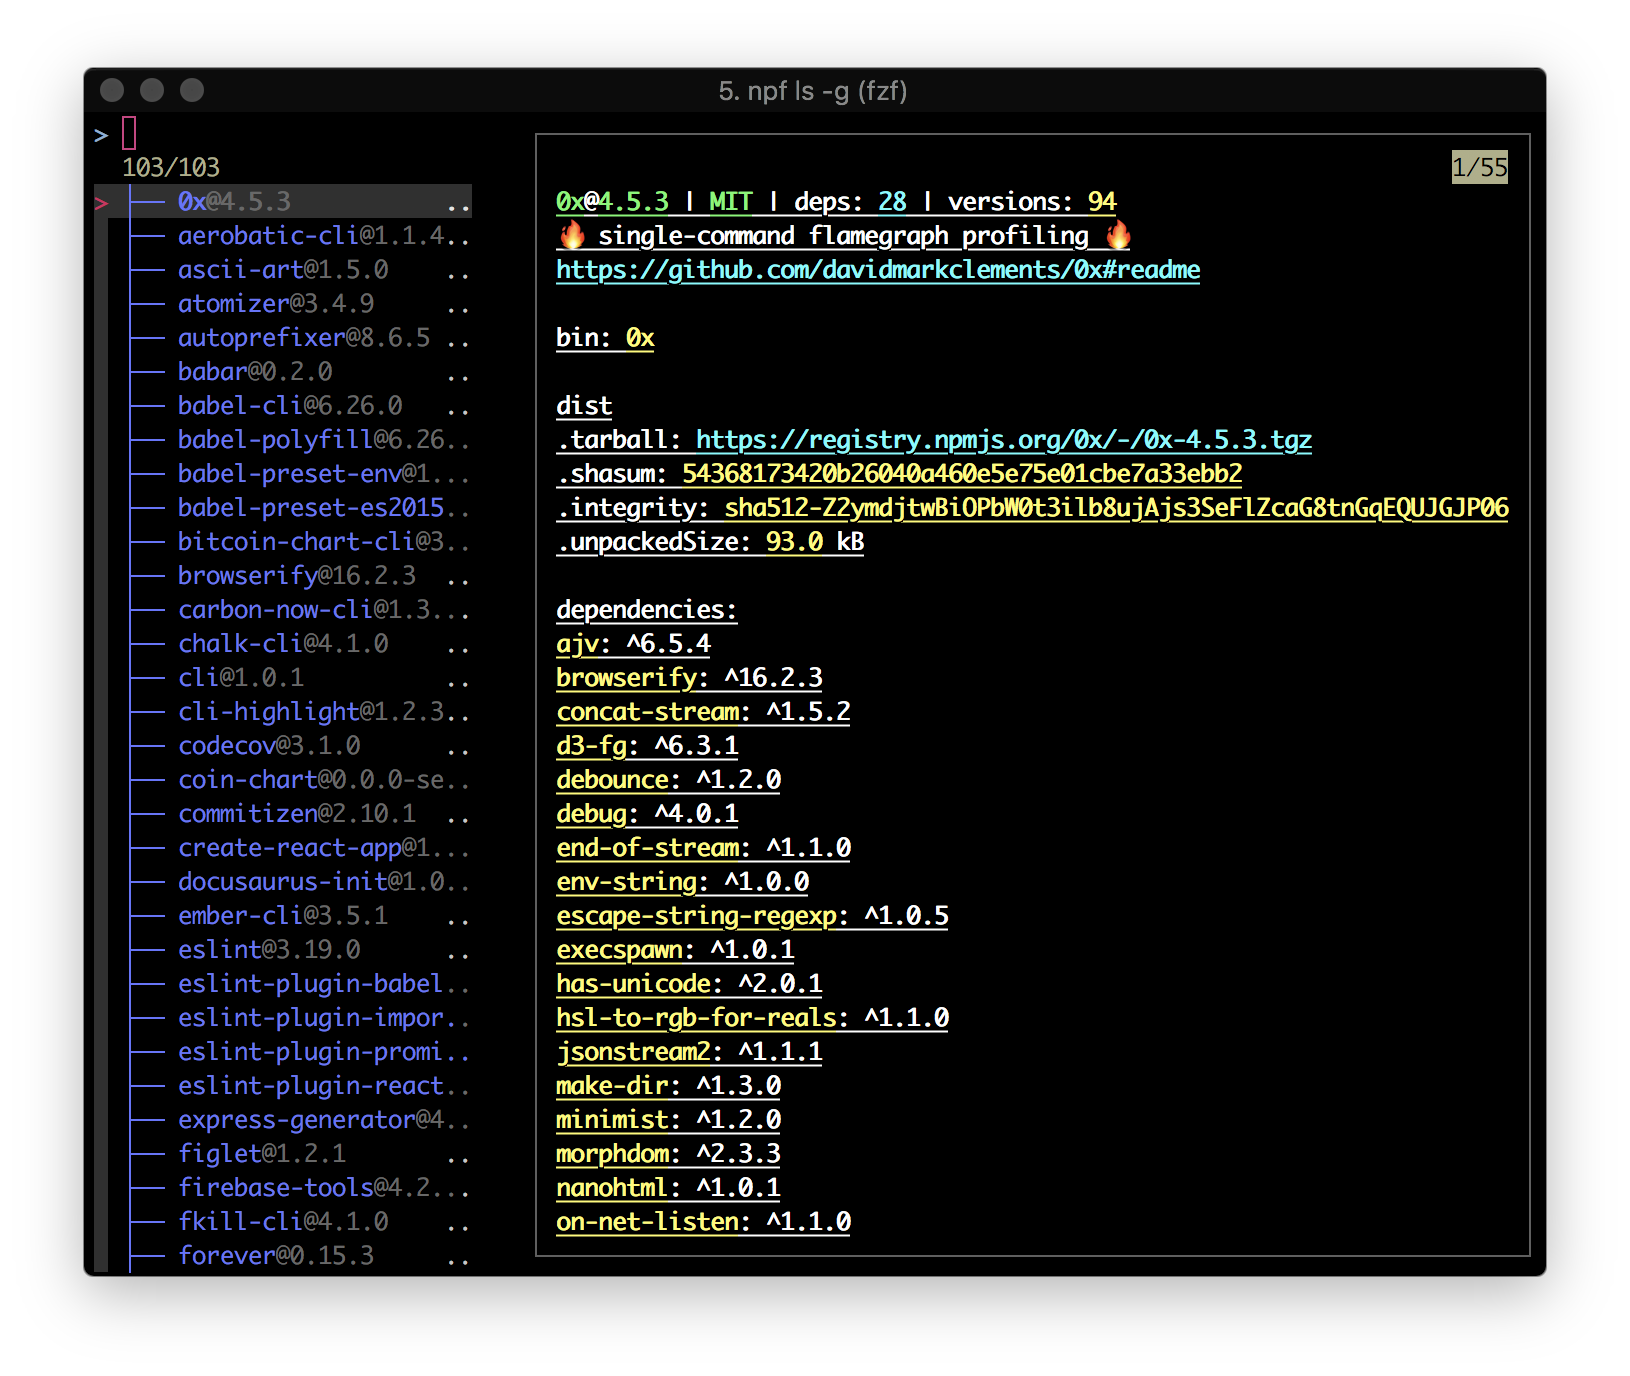 5. npf ls -g (fzf)
>
103/103
> ├── 0x@4.5.3 ..
├── aerobatic-cli@1.1.4..
├── ascii-art@1.5.0 ..
├── atomizer@3.4.9 ..
├── autoprefixer@8.6.5 ..
├── babar@0.2.0 ..
├── babel-cli@6.26.0 ..
├── babel-polyfill@6.26..
├── babel-preset-env@1...
├── babel-preset-es2015..
├── bitcoin-chart-cli@3..
├── browserify@16.2.3 ..
├── carbon-now-cli@1.3...
├── chalk-cli@4.1.0 ..
├── cli@1.0.1 ..
├── cli-highlight@1.2.3..
├── codecov@3.1.0 ..
├── coin-chart@0.0.0-se..
├── commitizen@2.10.1 ..
├── create-react-app@1...
├── docusaurus-init@1.0..
├── ember-cli@3.5.1 ..
├── eslint@3.19.0 ..
├── eslint-plugin-babel..
├── eslint-plugin-impor..
├── eslint-plugin-promi..
├── eslint-plugin-react..
├── express-generator@4..
├── figlet@1.2.1 ..
├── firebase-tools@4.2...
├── fkill-cli@4.1.0 ..
├── forever@0.15.3 ..
1/55
0x@4.5.3 | MIT | deps: 28 | versions: 94
🔥 single-command flamegraph profiling 🔥
https://github.com/davidmarkclements/0x#readme
bin: 0x
dist
.tarball: https://registry.npmjs.org/0x/-/0x-4.5.3.tgz
.shasum: 54368173420b26040a460e5e75e01cbe7a33ebb2
.integrity: sha512-Z2ymdjtwBiOPbW0t3ilb8ujAjs3SeFlZcaG8tnGqEQUJGJP06
.unpackedSize: 93.0 kB
dependencies:
ajv: ^6.5.4
browserify: ^16.2.3
concat-stream: ^1.5.2
d3-fg: ^6.3.1
debounce: ^1.2.0
debug: ^4.0.1
end-of-stream: ^1.1.0
env-string: ^1.0.0
escape-string-regexp: ^1.0.5
execspawn: ^1.0.1
has-unicode: ^2.0.1
hsl-to-rgb-for-reals: ^1.1.0
jsonstream2: ^1.1.1
make-dir: ^1.3.0
minimist: ^1.2.0
morphdom: ^2.3.3
nanohtml: ^1.0.1
on-net-listen: ^1.1.0